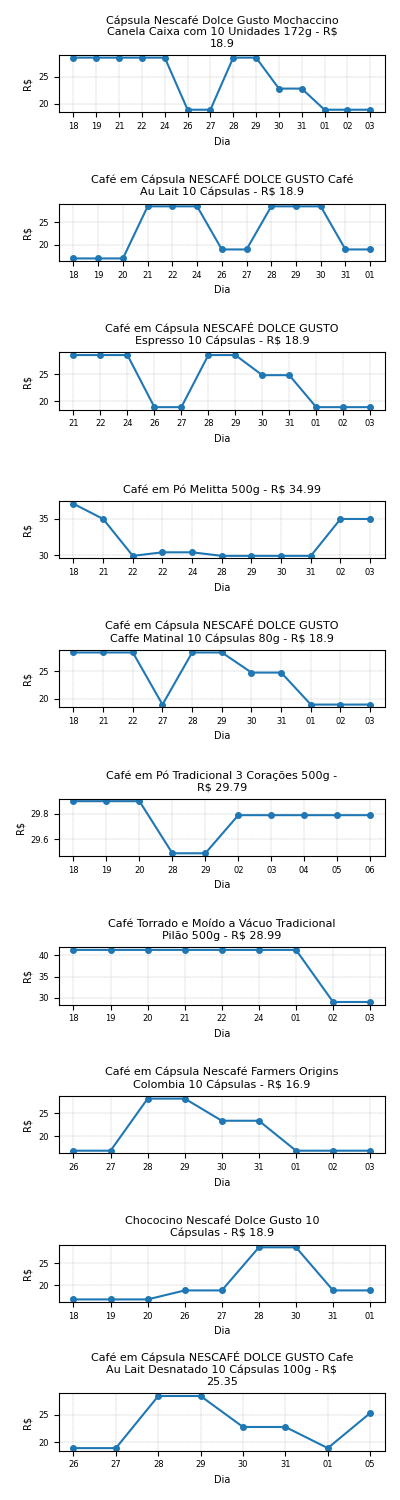 Cápsula Nescafé Dolce Gusto Mochaccino
Canela Caixa com 10 Unidades 172g - R$
18.9
25
20
R$
18 19 21 22 24 26 27 28 29 30 31 01 02 03
Dia
Café em Cápsula NESCAFÉ DOLCE GUSTO Café
Au Lait 10 Cápsulas - R$ 18.9
25
20
R$
18 19 20 21 22 24 26 27 28 29 30 31 01
Dia
Café em Cápsula NESCAFÉ DOLCE GUSTO
Espresso 10 Cápsulas - R$ 18.9
25
20
R$
21 22 24 26 27 28 29 30 31 01 02 03
Dia
Café em Pó Melitta 500g - R$ 34.99
35
30
R$
18 21 22 22 24 28 29 30 31 02 03
Dia
Café em Cápsula NESCAFÉ DOLCE GUSTO
Caffe Matinal 10 Cápsulas 80g - R$ 18.9
25
20
R$
18 21 22 27 28 29 30 31 01 02 03
Dia
Café em Pó Tradicional 3 Corações 500g -
R$ 29.79
29.8
29.6
R$
18 19 20 28 29 02 03 04 05 06
Dia
Café Torrado e Moído a Vácuo Tradicional
Pilão 500g - R$ 28.99
40
35
30
R$
18 19 20 21 22 24 01 02 03
Dia
Café em Cápsula Nescafé Farmers Origins
Colombia 10 Cápsulas - R$ 16.9
25
20
R$
26 27 28 29 30 31 01 02 03
Dia
Chococino Nescafé Dolce Gusto 10
Cápsulas - R$ 18.9
25
20
R$
18 19 20 26 27 28 30 31 01
Dia
Café em Cápsula NESCAFÉ DOLCE GUSTO Cafe
Au Lait Desnatado 10 Cápsulas 100g - R$
25.35
25
20
R$
26 27 28 29 30 31 01 05
Dia